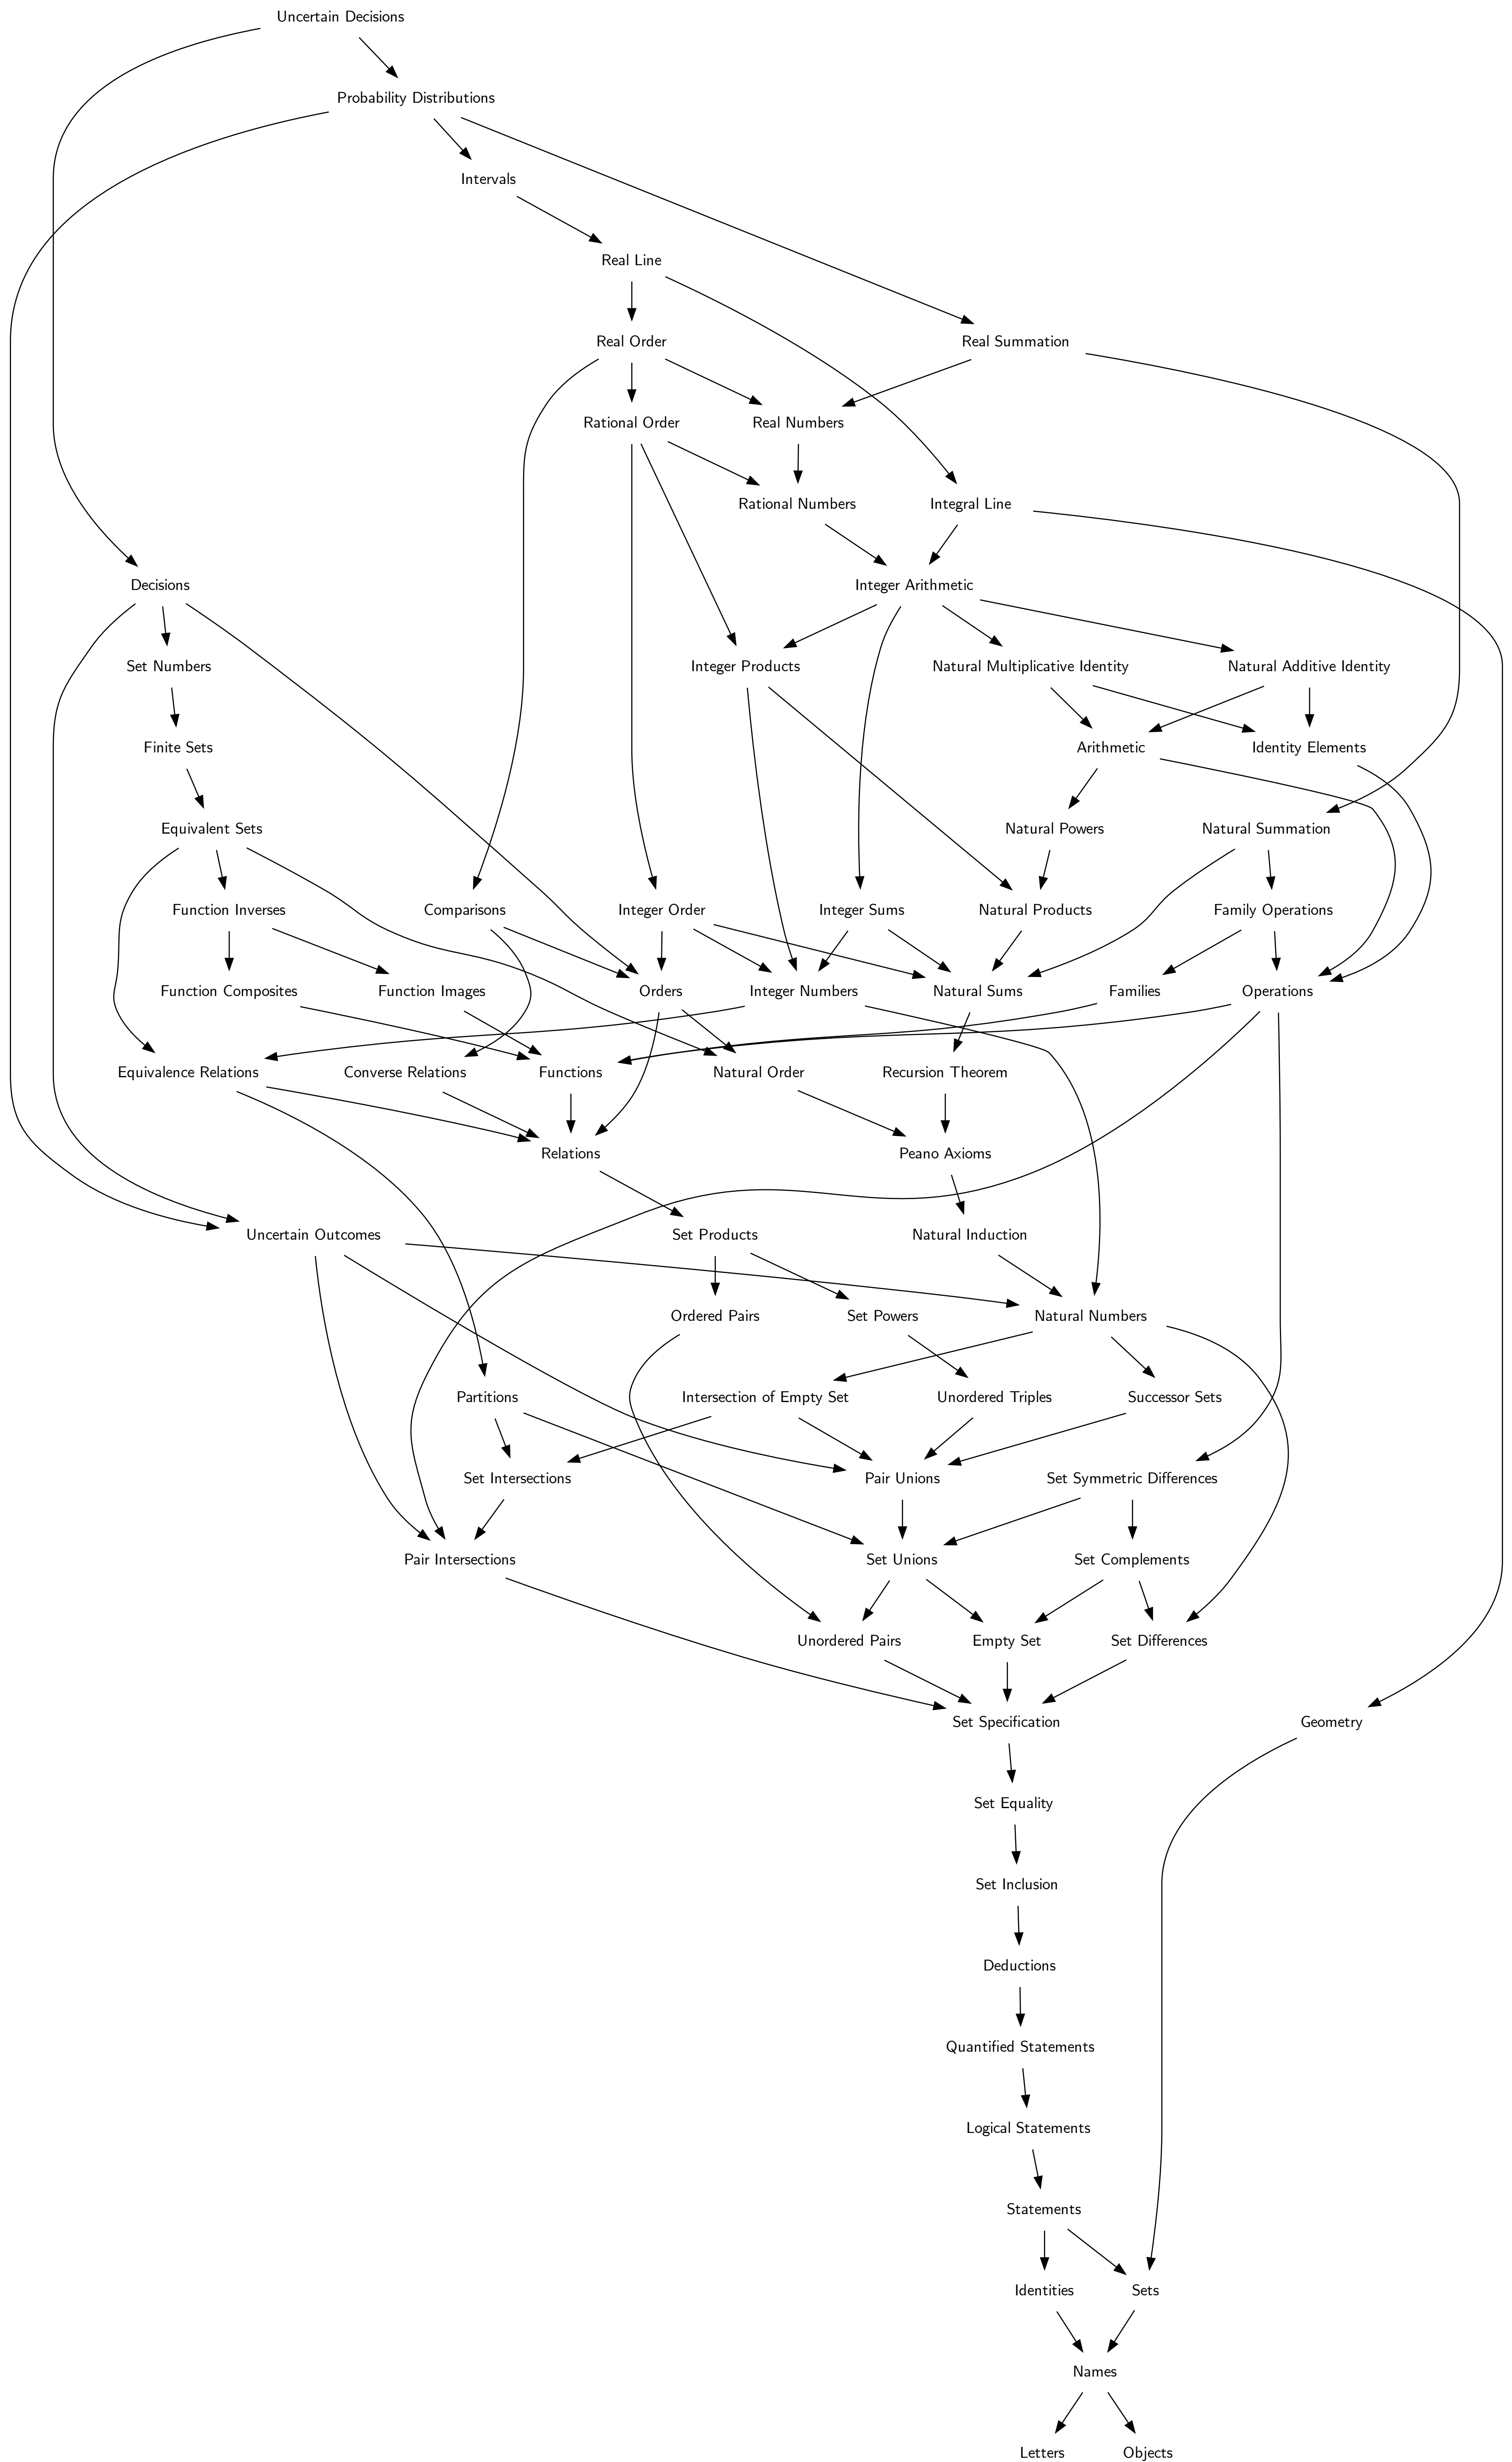 Uncertain Decisions
Probability Distributions
Intervals
Real Line
Real Order
Real Summation
Rational Order
Real Numbers
Rational Numbers
Integral Line
Decisions
Integer Arithmetic
Set Numbers
Integer Products
Natural Multiplicative Identity
Natural Additive Identity
Finite Sets
Arithmetic
Identity Elements
Equivalent Sets
Natural Powers
Natural Summation
Function Inverses
Comparisons
Integer Order
Integer Sums
Natural Products
Family Operations
Function Composites
Function Images
Orders
Integer Numbers
Natural Sums
Families
Operations
Equivalence Relations
Converse Relations
Functions
Natural Order
Recursion Theorem
Relations
Peano Axioms
Uncertain Outcomes
Set Products
Natural Induction
Ordered Pairs
Set Powers
Natural Numbers
Partitions
Intersection of Empty Set
Unordered Triples
Successor Sets
Set Intersections
Pair Unions
Set Symmetric Differences
Pair Intersections
Set Unions
Set Complements
Unordered Pairs
Empty Set
Set Differences
Set Specification
Geometry
Set Equality
Set Inclusion
Deductions
Quantified Statements
Logical Statements
Statements
Identities
Sets
Names
Letters
Objects